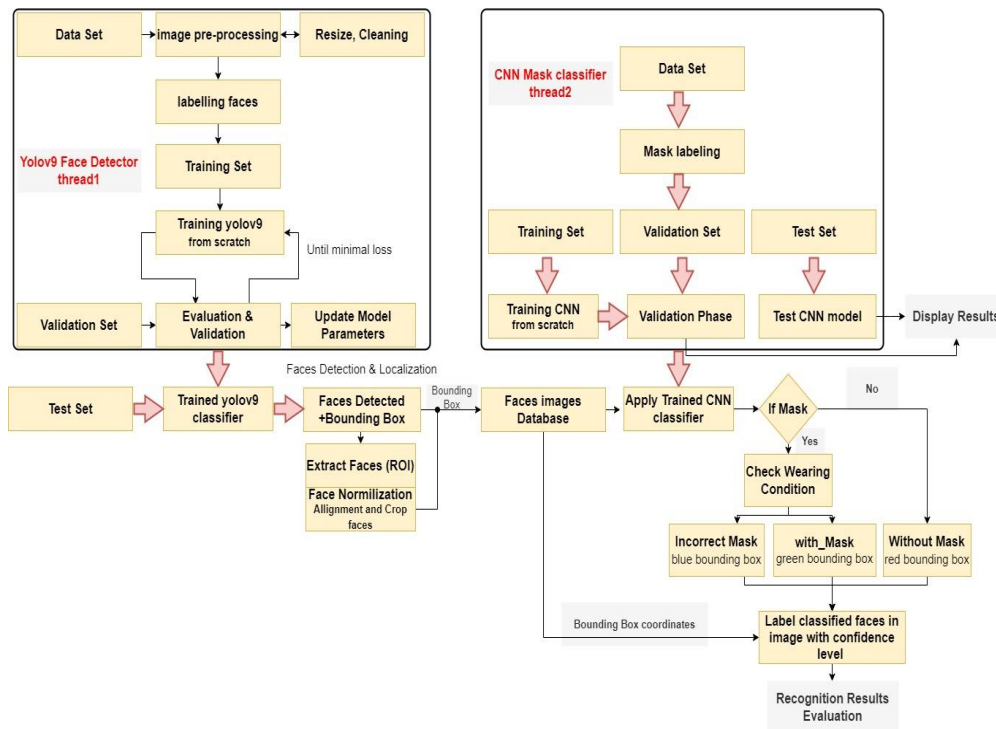 Data Set
image pre-processing
Resize, Cleaning
labelling faces
Yolov9 Face Detector
thread1
Training Set
Training yolov9
from scratch
Until minimal loss
Validation Set
Evaluation &
Validation
Update Model
Parameters
CNN Mask classifier
thread2
Data Set
Mask labeling
Training Set
Validation Set
Test Set
Training CNN
from scratch
Validation Phase
Test CNN model
Display Results
Faces Detection & Localization
Test Set
Trained yolov9
classifier
Faces Detected
+Bounding Box
Bounding
Box
Extract Faces (ROI)
Face Normilization
Allignment and Crop
faces
Faces images
Database
Apply Trained CNN
classifier
If Mask
No
Yes
Check Wearing
Condition
Incorrect Mask
blue bounding box
with_Mask
green bounding box
Without Mask
red bounding box
Bounding Box coordinates
Label classified faces in
image with confidence
level
Recognition Results
Evaluation